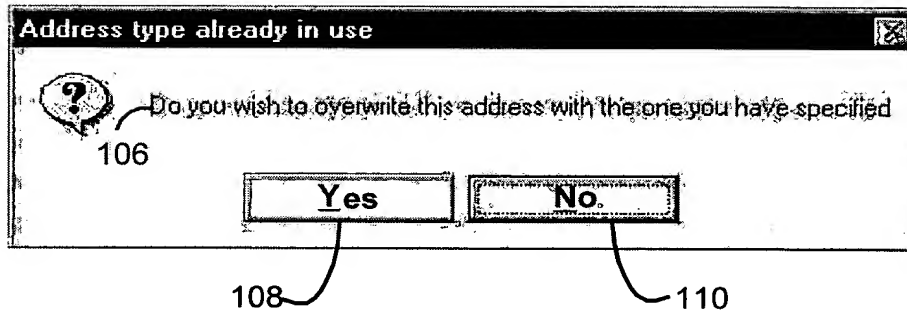 Address type already in use
?
Do you wish to overwrite this address with the one you have specified
106
Yes No.
108 110